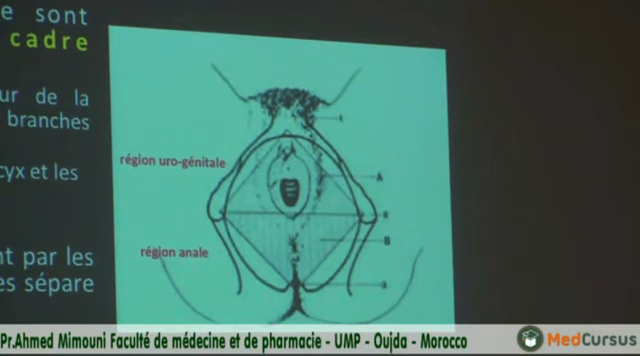 e sont
cadre
ur de la
branches
cyx et les
nt par les
es sépare
région uro-génitale
région anale
1
A
B
Pr.Ahmed Mimouni Faculté de médecine et de pharmacie - UMP - Oujda - Morocco
MedCursus